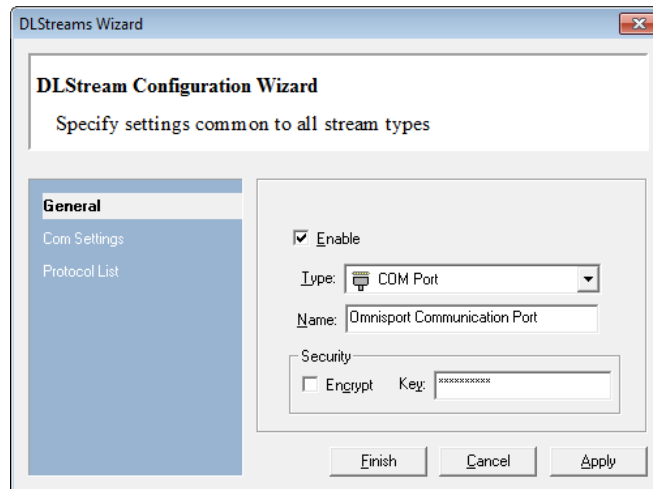 DLStreams Wizard
DLStream Configuration Wizard
Specify settings common to all stream types
General
Com Settings
Protocol List
Enable
Type: COM Port
Name: Omnisport Communication Port
Security
Encrypt Key: **********
Finish Cancel Apply